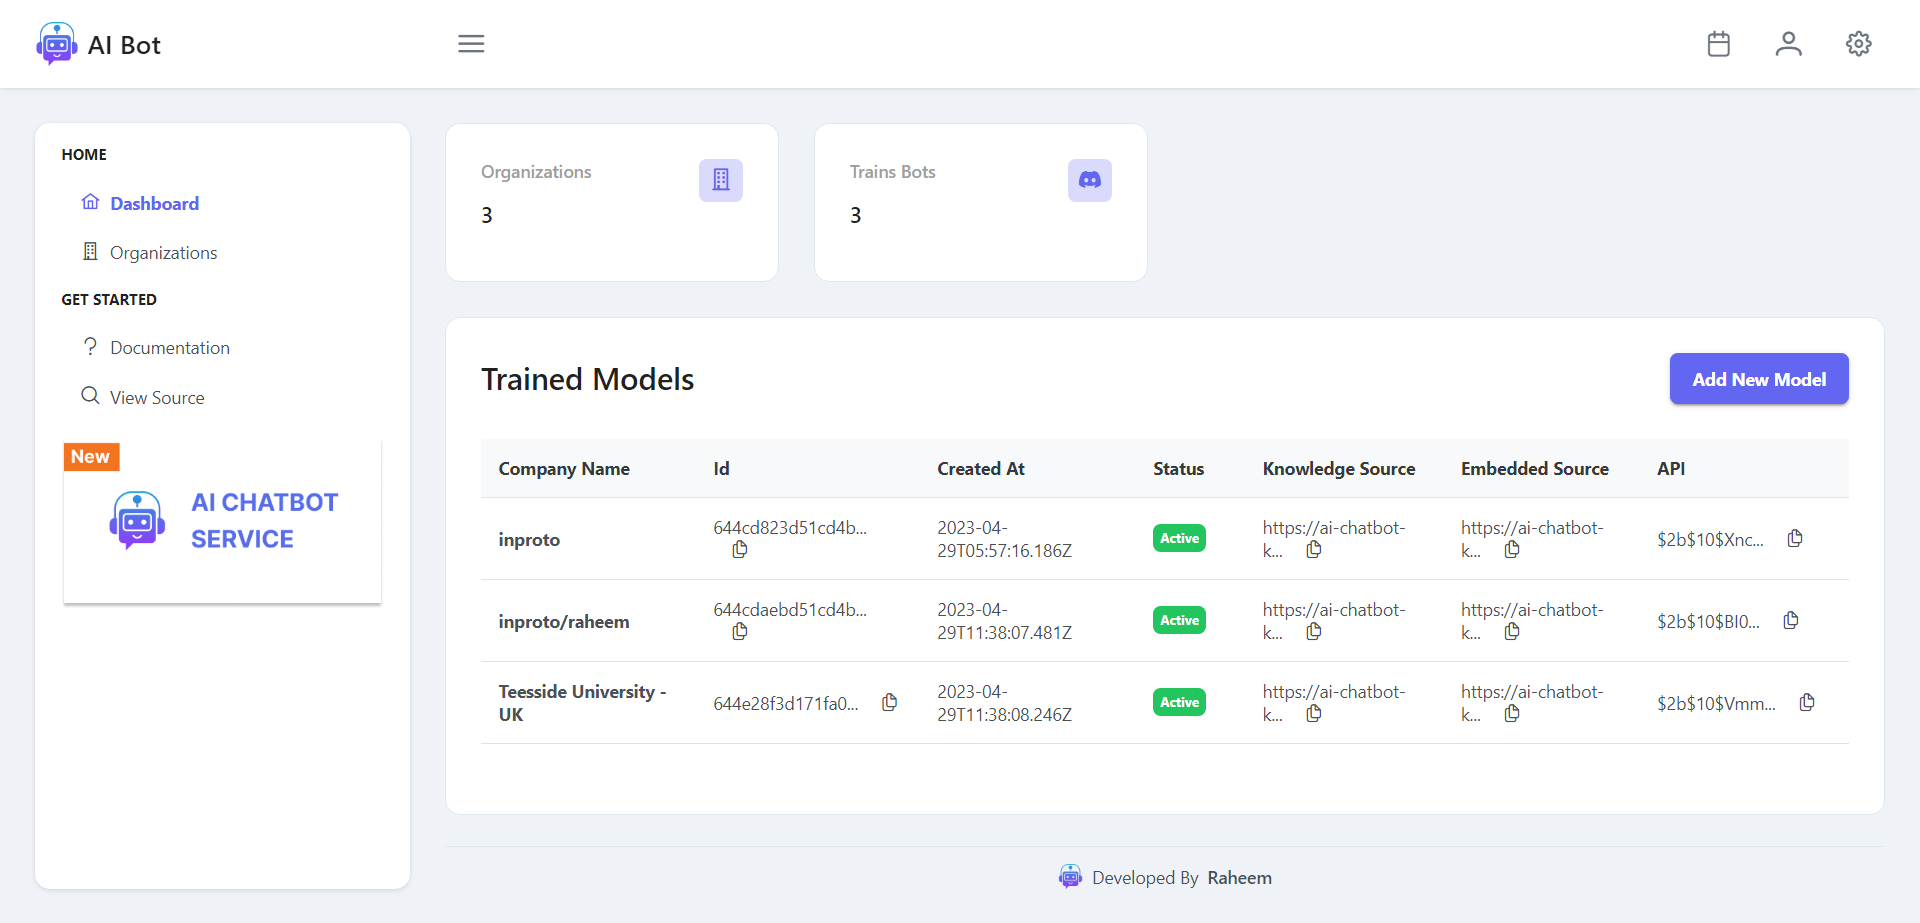 AI Bot
HOME
Dashboard
Organizations
GET STARTED
Documentation
View Source
New
AI CHATBOT
SERVICE
Organizations
3
Trains Bots
3
Trained Models
Add New Model
Company Name Id Created At Status Knowledge Source Embedded Source API
inproto 644cd823d51cd4b... 2023-04-29T05:57:16.186Z Active https://ai-chatbot-k... https://ai-chatbot-k... $2b$10$Xnc...
inproto/raheem 644cdaebd51cd4b... 2023-04-29T11:38:07.481Z Active https://ai-chatbot-k... https://ai-chatbot-k... $2b$10$BI0...
Teesside University - UK 644e28f3d171fa0... 2023-04-29T11:38:08.246Z Active https://ai-chatbot-k... https://ai-chatbot-k... $2b$10$Vmm...
Developed By Raheem